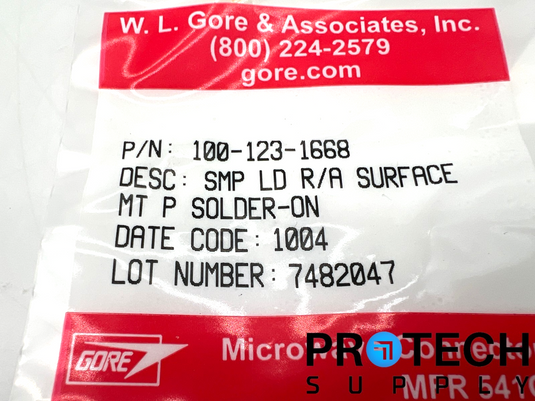 W. L. Gore & Associates, Inc.
(800) 224-2579
gore.com
P/N: 100-123-1668
DESC: SMP LD R/A SURFACE
MT P SOLDER-ON
DATE CODE: 1004
LOT NUMBER: 7482047
GORE
PROTECH
SUPPLY
MFR